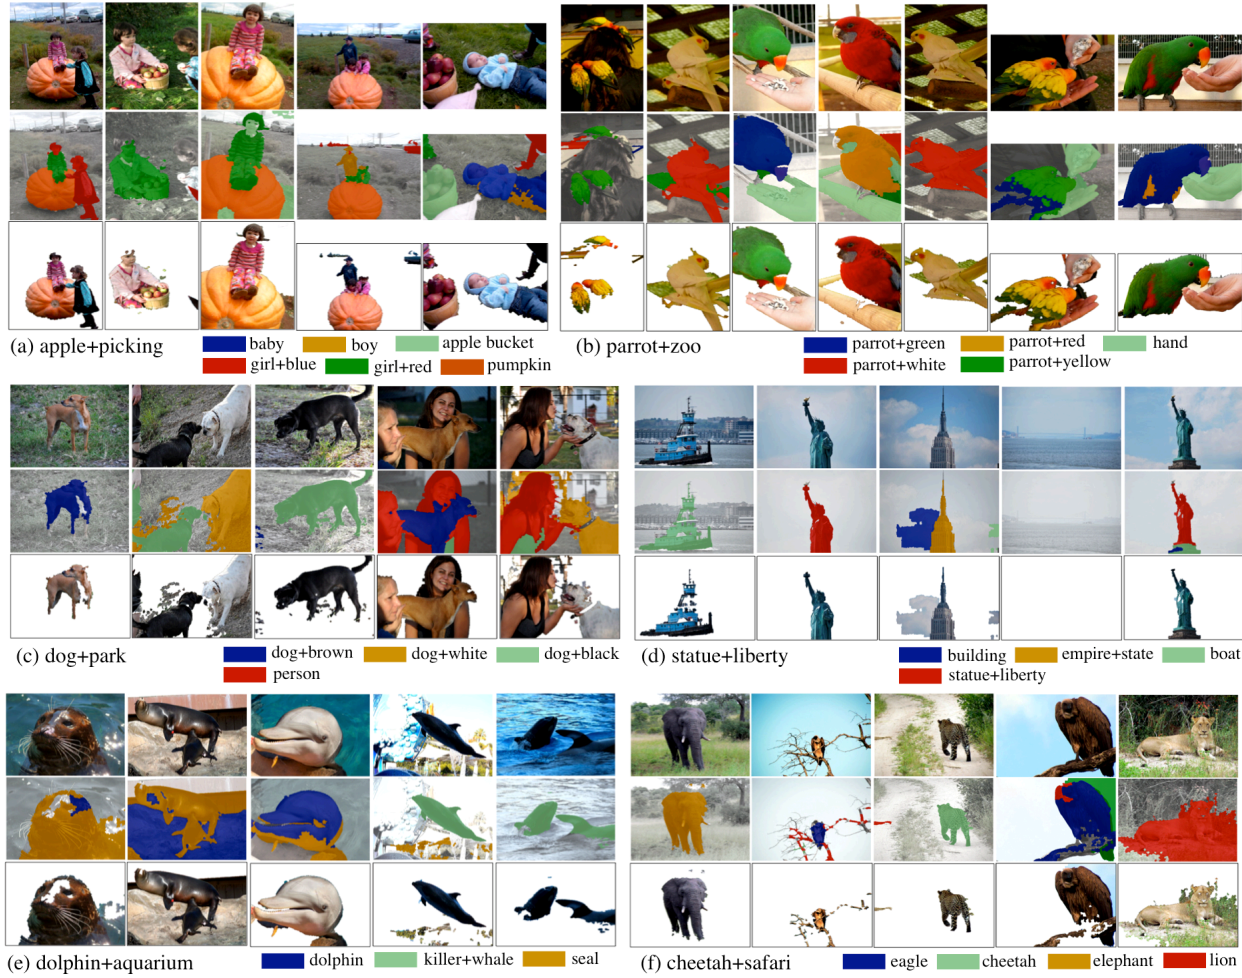 (a) apple+picking
baby
boy
apple bucket
girl+blue
girl+red
pumpkin
(b) parrot+zoo
parrot+green
parrot+red
hand
parrot+white
parrot+yellow
(c) dog+park
dog+brown
dog+white
dog+black
person
(d) statue+liberty
building
empire+state
boat
statue+liberty
(e) dolphin+aquarium
dolphin
killer+whale
seal
(f) cheetah+safari
eagle
cheetah
elephant
lion